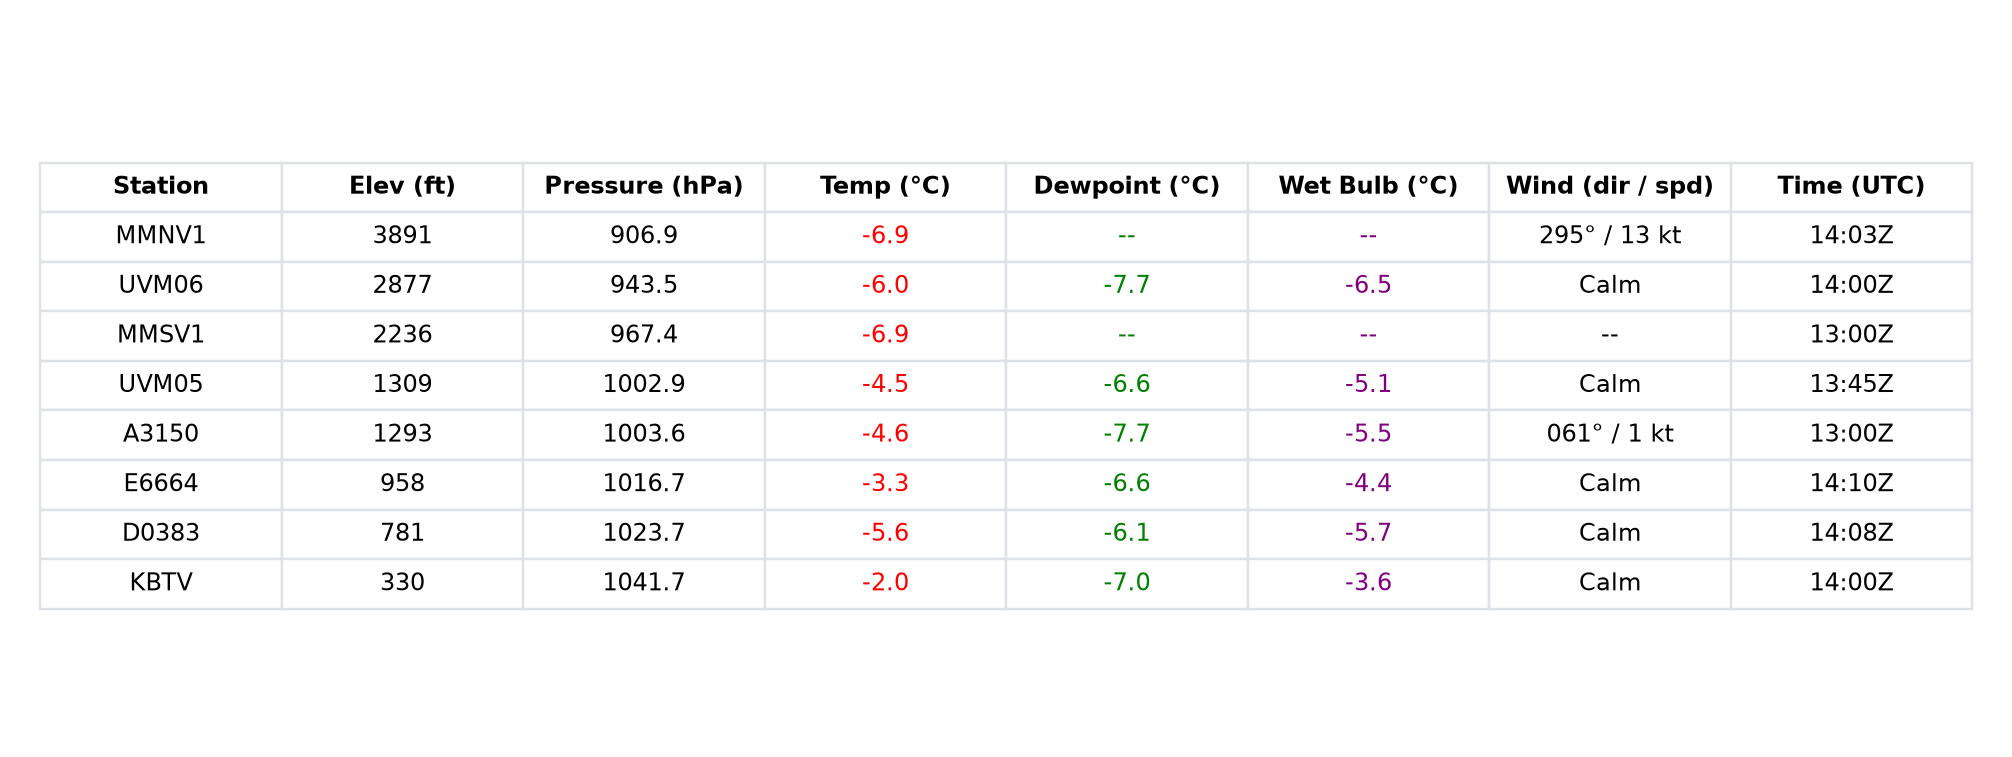 Station Elev (ft) Pressure (hPa) Temp (°C) Dewpoint (°C) Wet Bulb (°C) Wind (dir / spd) Time (UTC)
MMNV1 3891 906.9 -6.9 -- -- 295° / 13 kt 14:03Z
UVM06 2877 943.5 -6.0 -7.7 -6.5 Calm 14:00Z
MMSV1 2236 967.4 -6.9 -- -- -- 13:00Z
UVM05 1309 1002.9 -4.5 -6.6 -5.1 Calm 13:45Z
A3150 1293 1003.6 -4.6 -7.7 -5.5 061° / 1 kt 13:00Z
E6664 958 1016.7 -3.3 -6.6 -4.4 Calm 14:10Z
D0383 781 1023.7 -5.6 -6.1 -5.7 Calm 14:08Z
KBTV 330 1041.7 -2.0 -7.0 -3.6 Calm 14:00Z